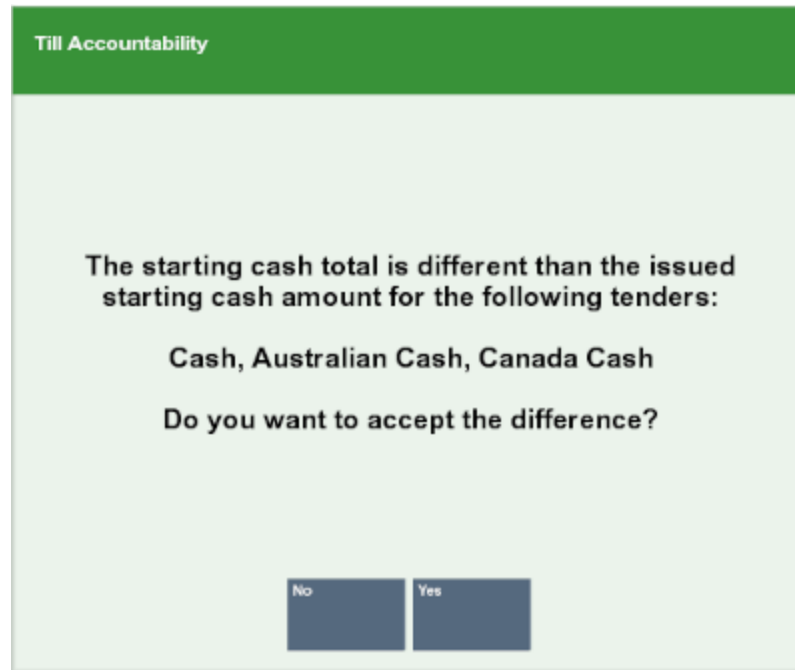 Till Accountability
The starting cash total is different than the issued
starting cash amount for the following tenders:
Cash, Australian Cash, Canada Cash
Do you want to accept the difference?
No
Yes